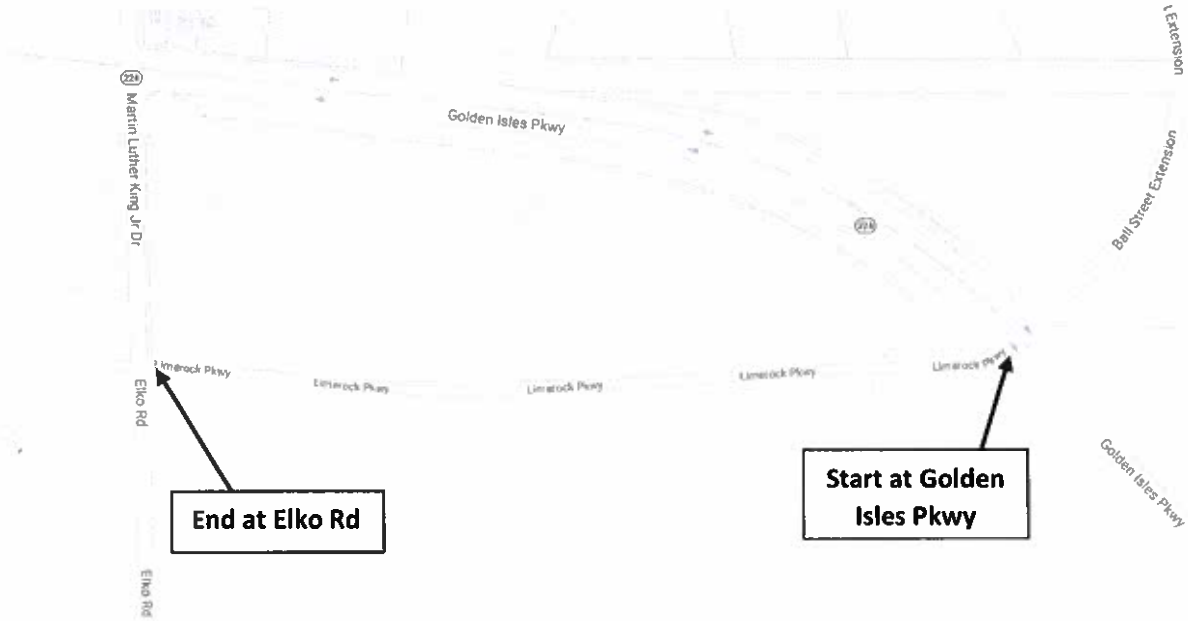 t Extension
224
Martin Luther King Jr Dr
Golden Isles Pkwy
Ball Street Extension
224
Limerock Pkwy
Limerock Pkwy
Limerock Pkwy
Limerock Pkwy
Limerock Pkwy
Elko Rd
Golden Isles Pkwy
Start at Golden
Isles Pkwy
End at Elko Rd
Elko Rd